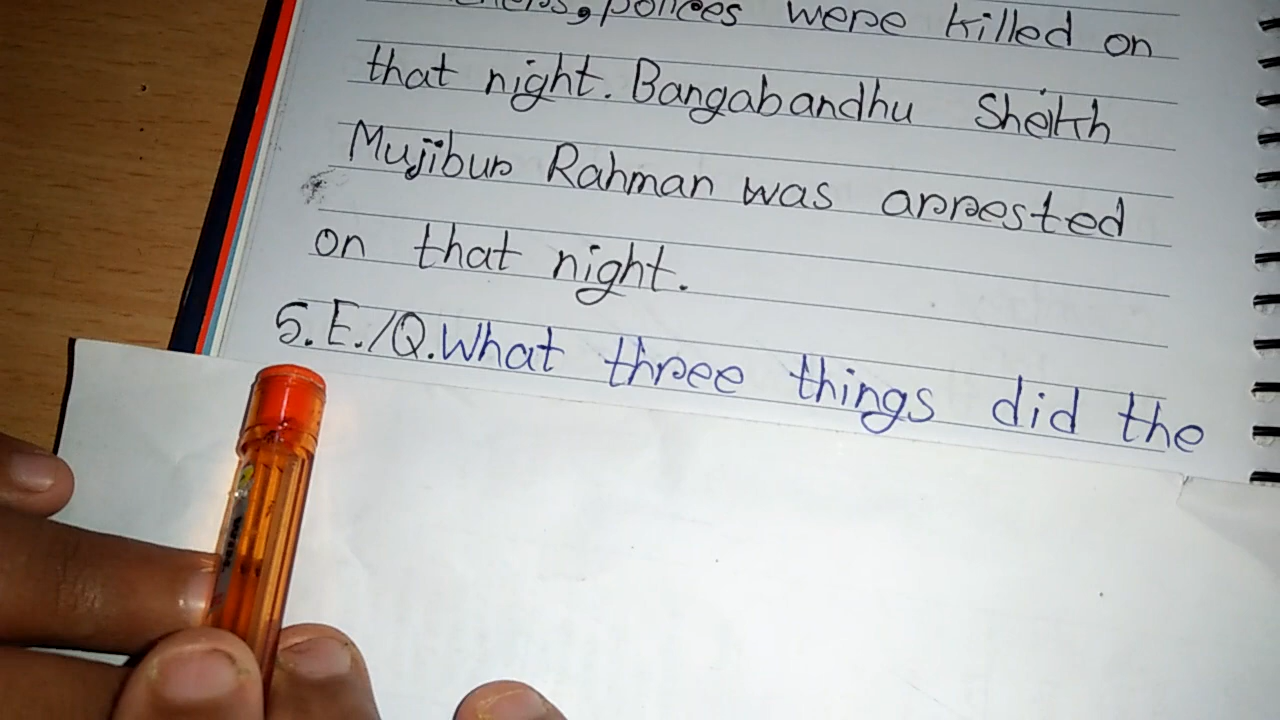 polices were killed on
that night. Bangabandhu Sheikh
Mujibur Rahman was arrested
on that night.
5.E./Q.What three things did the